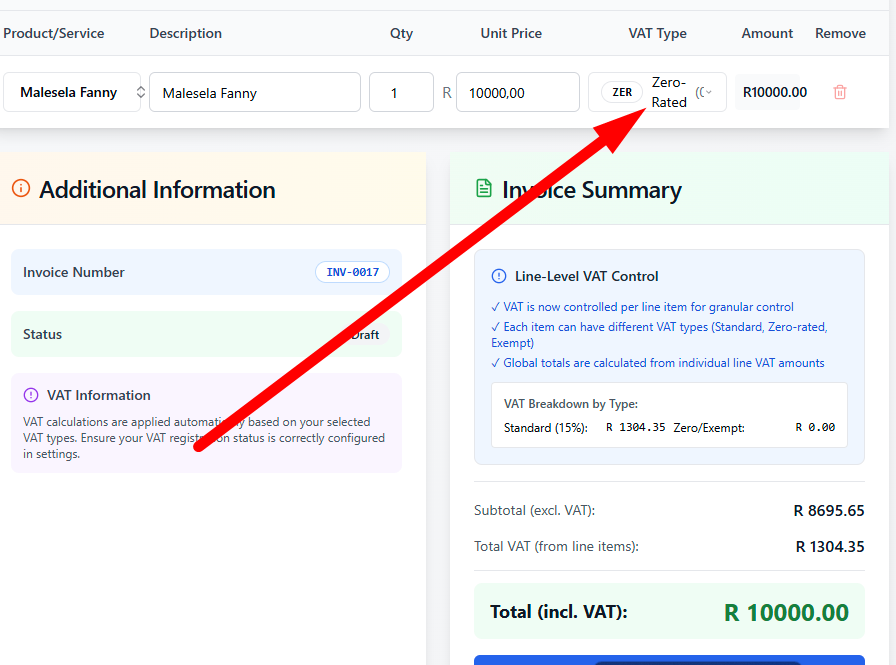 Product/Service Description Qty Unit Price VAT Type Amount Remove
Malesela Fanny Malesela Fanny 1 R 10000,00 ZER Zero-Rated (0 R10000.00
Additional Information
Invoice Number INV-0017
Status Draft
VAT Information
VAT calculations are applied automatically based on your selected
VAT types. Ensure your VAT registration status is correctly configured
in settings.
Invoice Summary
Line-Level VAT Control
✓ VAT is now controlled per line item for granular control
✓ Each item can have different VAT types (Standard, Zero-rated,
Exempt)
✓ Global totals are calculated from individual line VAT amounts
VAT Breakdown by Type:
Standard (15%): R 1304.35 Zero/Exempt: R 0.00
Subtotal (excl. VAT): R 8695.65
Total VAT (from line items): R 1304.35
Total (incl. VAT): R 10000.00